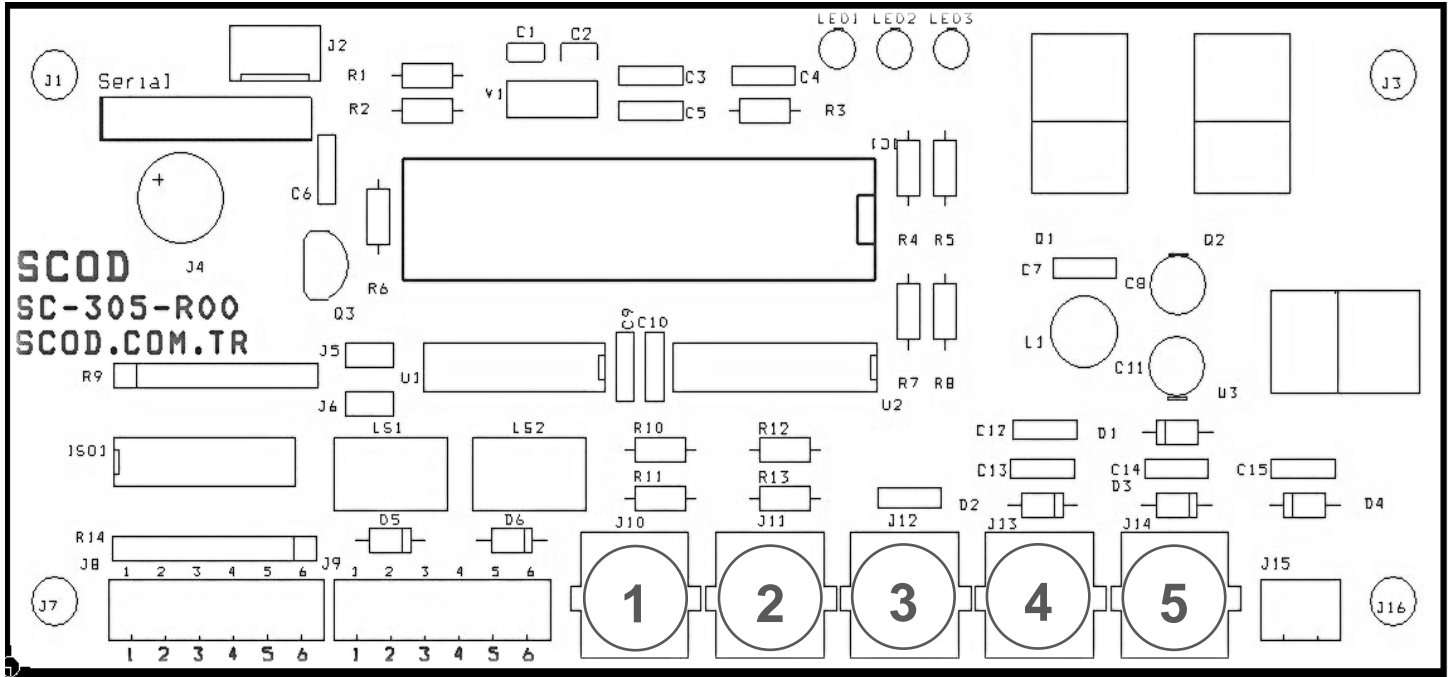 LED1 LED2 LED3
J1
J2
C1 C2
J3
Serial
R1
C3 C4
R2
V1
C5
R3
+
C6
R4 R5
J4
SCOD
SC-305-R00
SCOD.COM.TR
R6
Q3
Q1
Q2
C7
C8
L1
C9 C10
J5
R9
U1
J6
U2
R7 R8
C11
U3
LS1 LS2
R10 R12
C12
D1
ISO1
R11 R13
C13
C14
C15
D3
D2
D4
D5 D6
J10 J11 J12 J13 J14
R14
J8
J9
J15
1 2 3 4 5 6
1 2 3 4 5 6
J7
1 2 3 4 5
J16
1 2 3 4 5 6
1 2 3 4 5 6